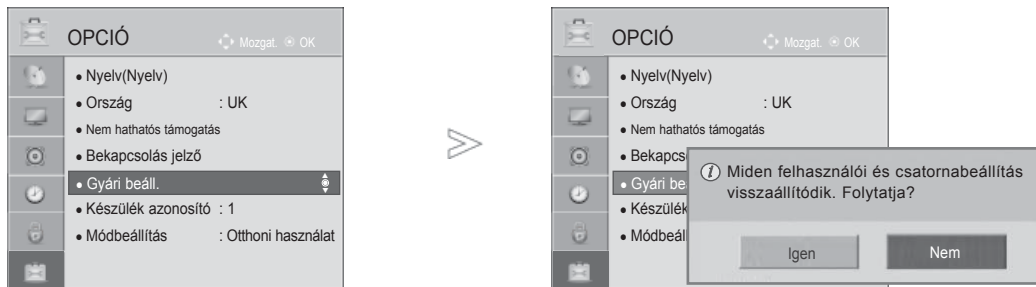 OPCIÓ Mozgat. OK
• Nyelv(Nyelv)
• Ország : UK
• Nem hathatós támogatás
• Bekapcsolás jelző
• Gyári beáll.
• Készülék azonosító : 1
• Módbeállítás : Otthoni használat
OPCIÓ Mozgat. OK
• Nyelv(Nyelv)
• Ország : UK
• Nem hathatós támogatás
• Bekapcs
• Gyári be
• Készülék
• Módbeáll
Miden felhasználói és csatornabeállítás
visszaállítódik. Folytatja?
Igen Nem